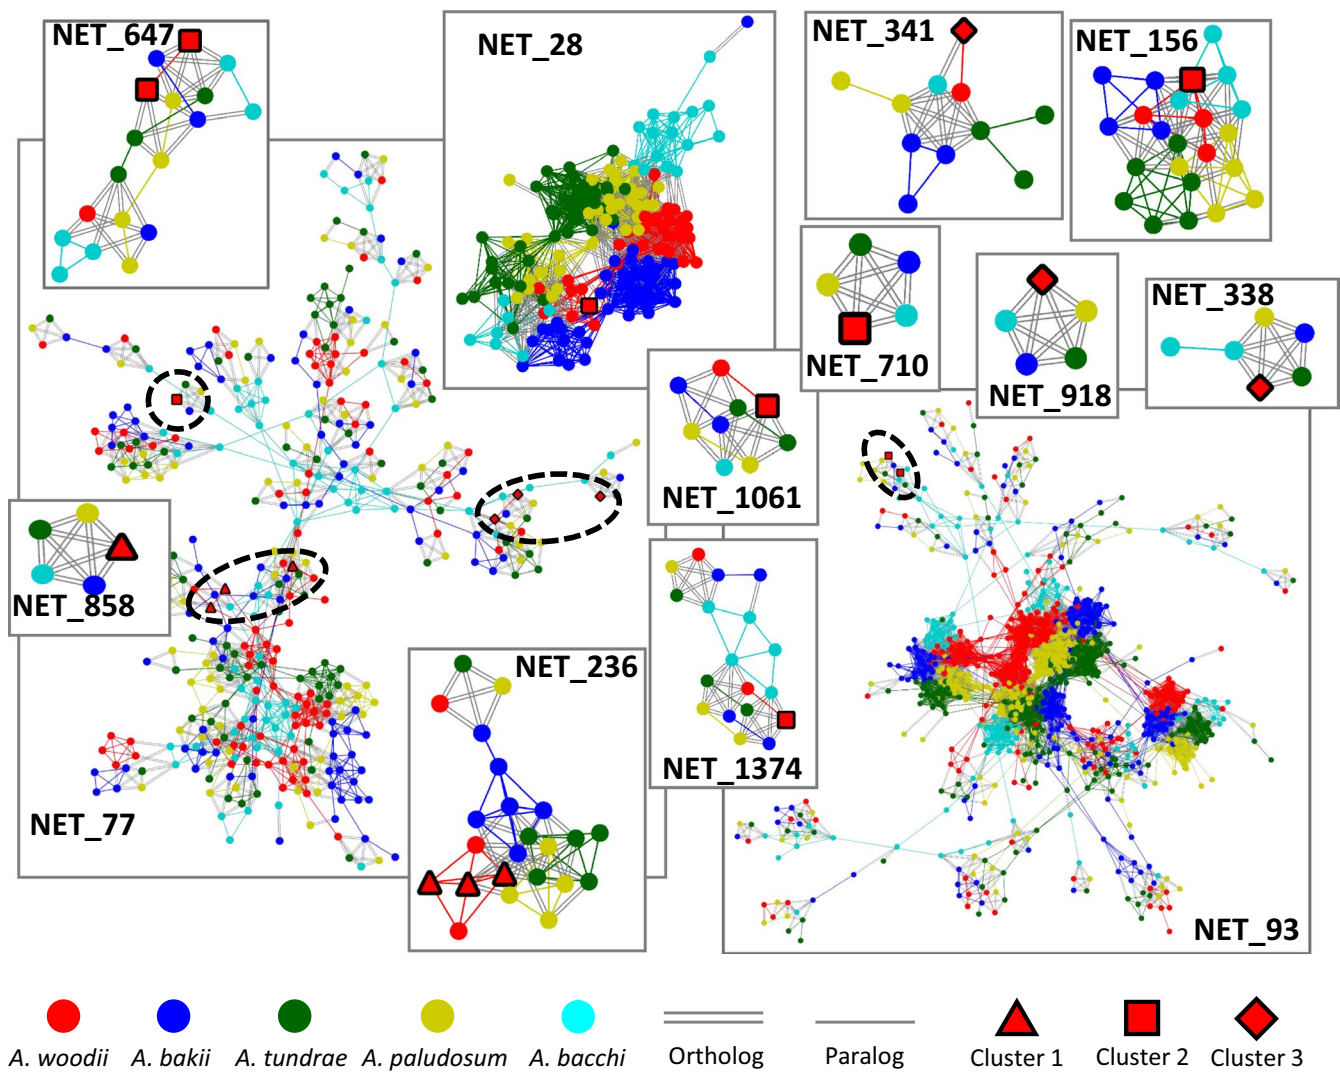 NET_647
NET_28
NET_341
NET_156
NET_710
NET_918
NET_338
NET_1061
NET_858
NET_236
NET_1374
NET_77
NET_93
A. woodii A. bakii A. tundrae A. paludosum A. bacchi Ortholog Paralog Cluster 1 Cluster 2 Cluster 3